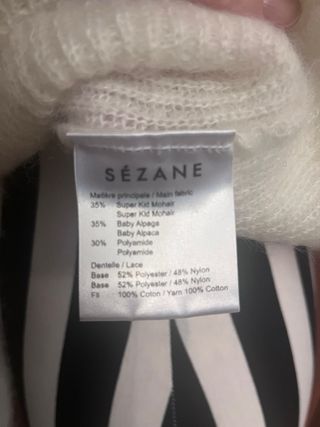 SÉZANE
Matière principale / Main fabric
35% Super Kid Mohair
Super Kid Mohair
35% Baby Alpaga
Baby Alpaca
30% Polyamide
Polyamide
Dentelle / Lace
Base 52% Polyester / 48% Nylon
Base 52% Polyester / 48% Nylon
Fil 100% Coton / Yarn 100% Cotton